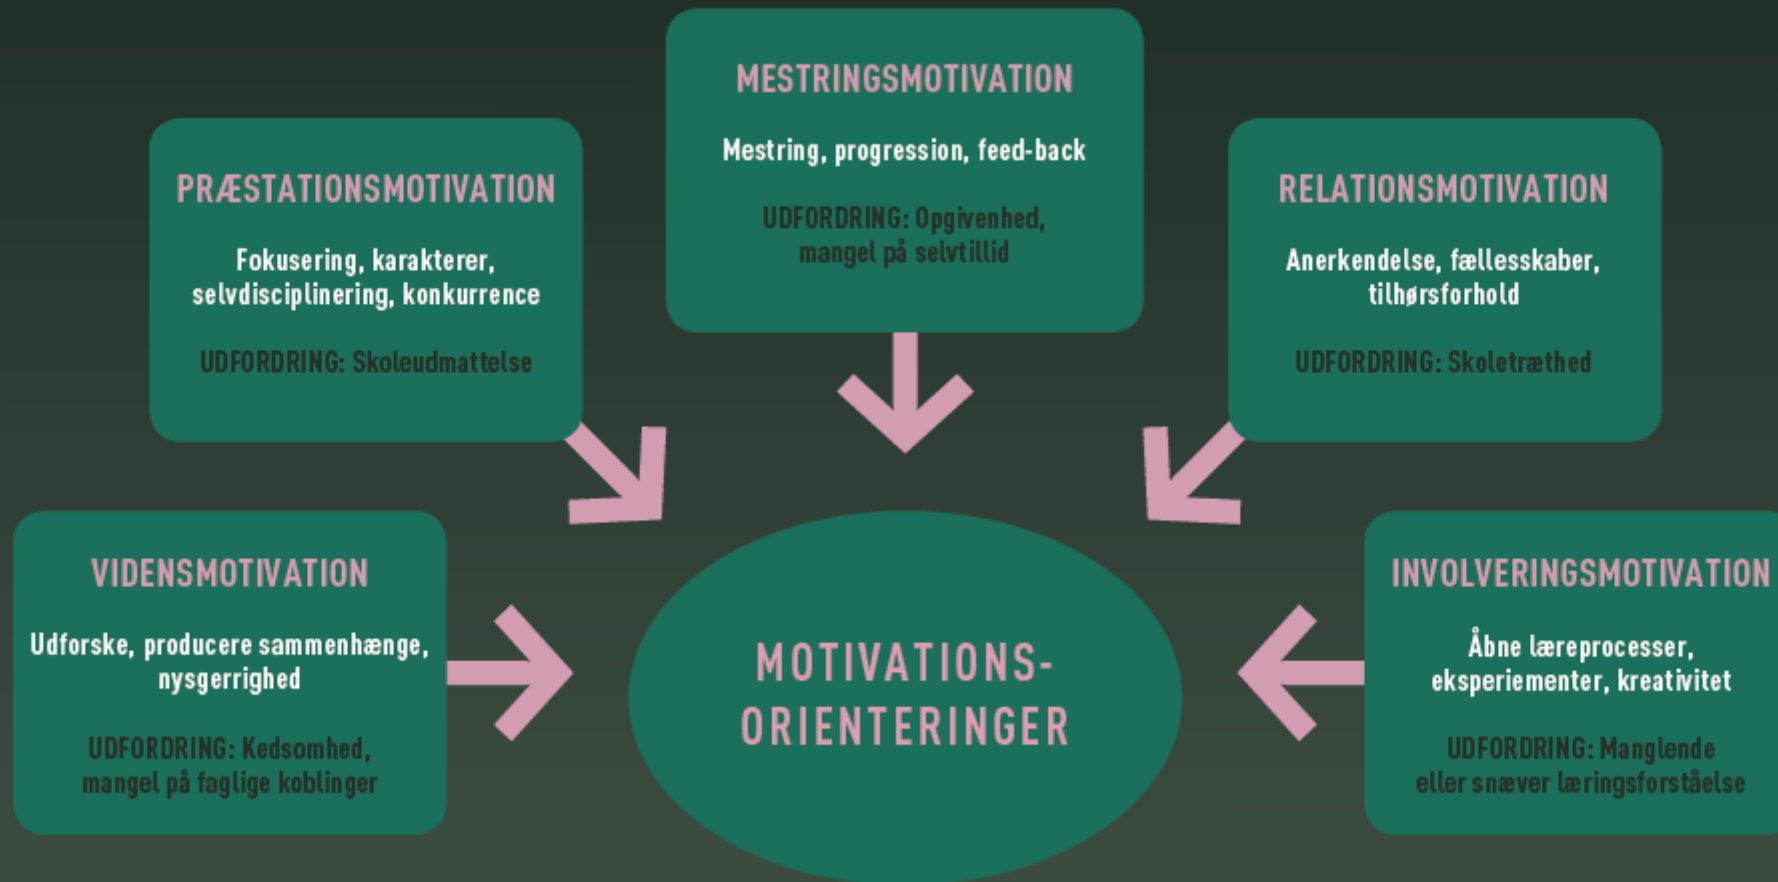 MESTRINGSMOTIVATION
Mestring, progression, feed-back
UDFORDRING: Opgivenhed,
mangel på selvtillid
PRÆSTATIONSMOTIVATION
Fokusering, karakterer,
selvdisciplinering, konkurrence
UDFORDRING: Skoleudmattelse
RELATIONSMOTIVATION
Anerkendelse, fællesskaber,
tilhørsforhold
UDFORDRING: Skoletræthed
VIDENSMOTIVATION
Udforske, producere sammenhænge,
nysgerrighed
UDFORDRING: Kedsomhed,
mangel på faglige koblinger
MOTIVATIONS-
ORIENTERINGER
INVOLVERINGSMOTIVATION
Åbne læreprocesser,
eksperiementer, kreativitet
UDFORDRING: Manglende
eller snæver læringsforståelse